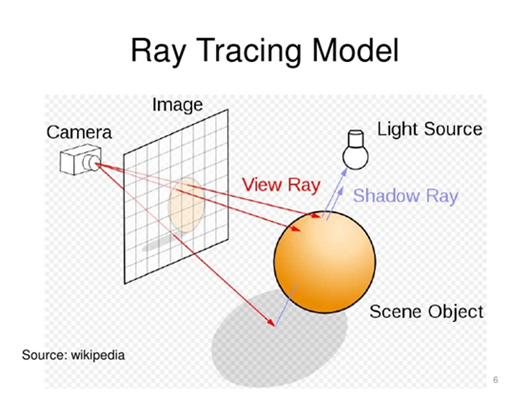 Ray Tracing Model
Image
Camera
Light Source
View Ray
Shadow Ray
Scene Object
Source: wikipedia
6